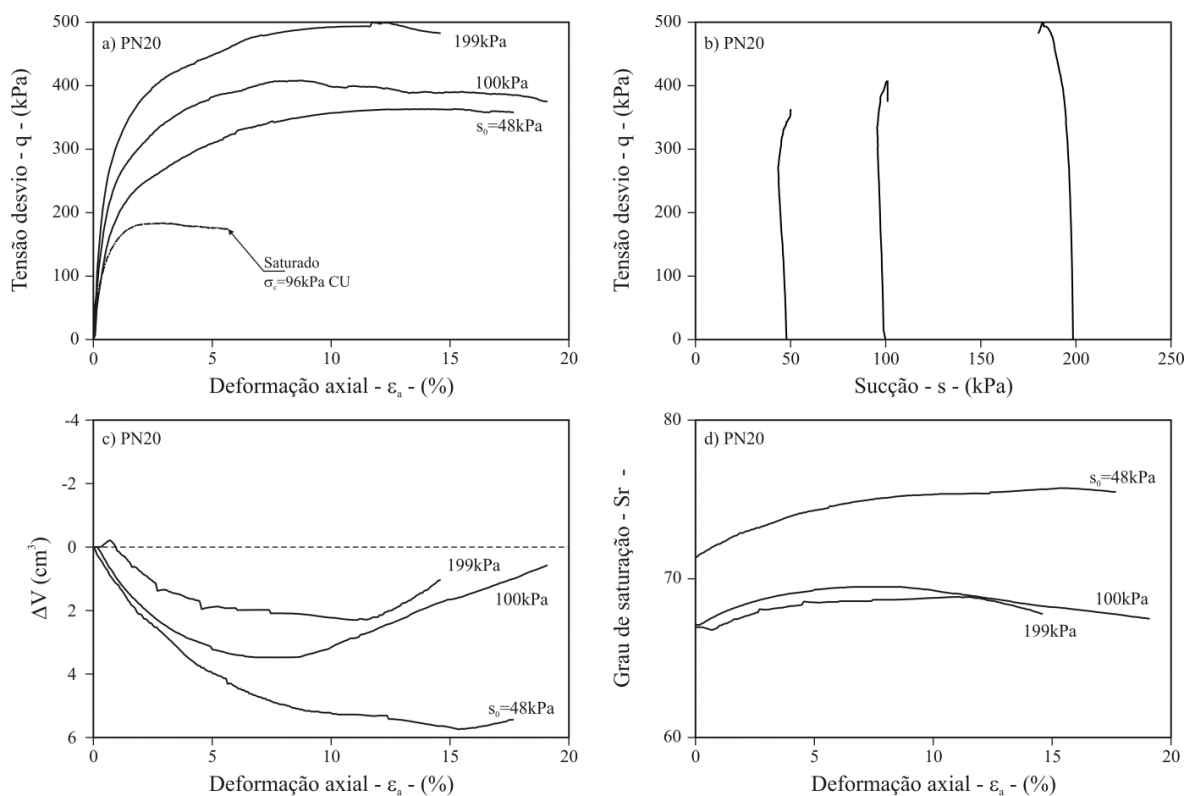 a) PN20
500
400
300
200
100
0
Tensão desvio - q - (kPa)
199kPa
100kPa
s₀=48kPa
Saturado
σc=96kPa CU
0
5
10
15
20
Deformação axial - εa - (%)
b) PN20
500
400
300
200
100
0
Tensão desvio - q - (kPa)
0
50
100
150
200
250
Sucção - s - (kPa)
c) PN20
-4
-2
0
2
4
6
ΔV (cm³)
199kPa
100kPa
s₀=48kPa
0
5
10
15
20
Deformação axial - εa - (%)
d) PN20
80
70
60
Grau de saturação - Sr -
s₀=48kPa
100kPa
199kPa
0
5
10
15
20
Deformação axial - εa - (%)